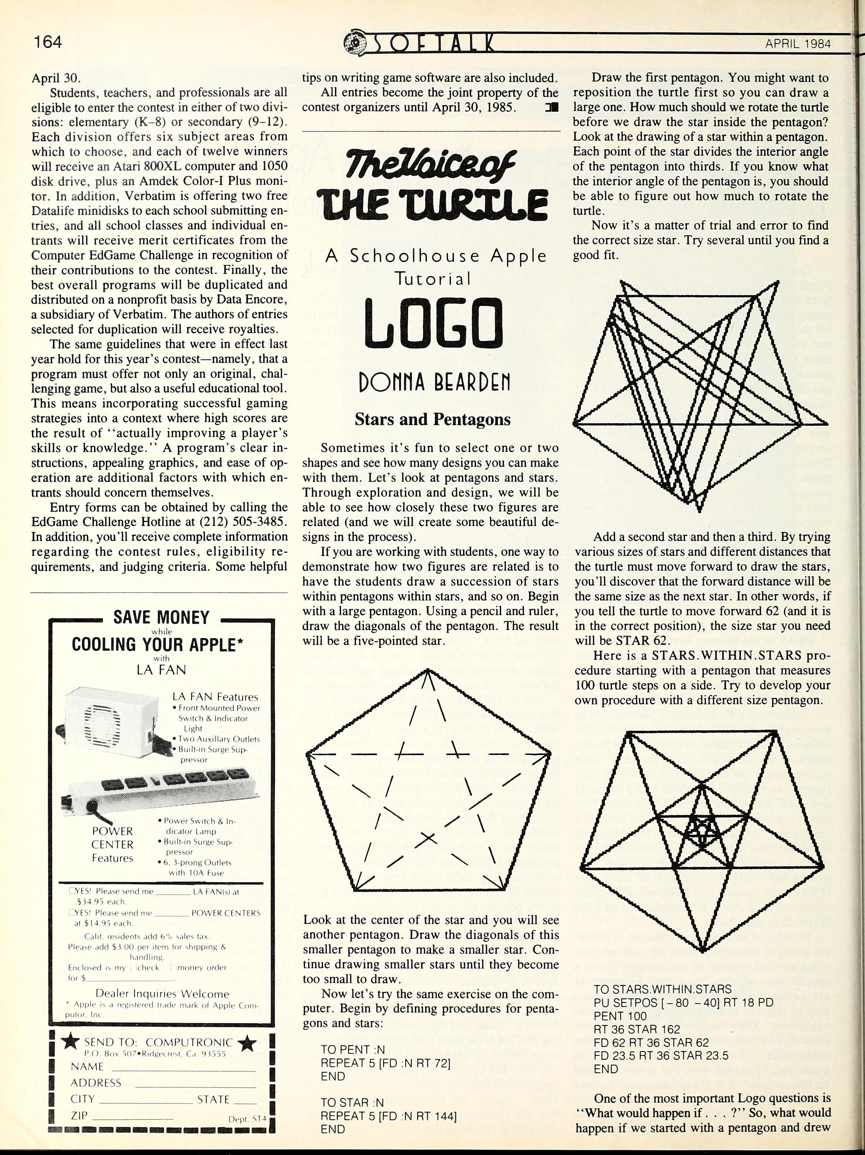 164
SOFTALK
APRIL 1984
April 30.
Students, teachers, and professionals are all
eligible to enter the contest in either of two divi-
sions: elementary (K–8) or secondary (9–12).
Each division offers six subject areas from
which to choose, and each of twelve winners
will receive an Atari 800XL computer and 1050
disk drive, plus an Amdek Color-I Plus moni-
tor. In addition, Verbatim is offering two free
Datalife minidisks to each school submitting en-
tries, and all school classes and individual en-
trants will receive merit certificates from the
Computer EdGame Challenge in recognition of
their contributions to the contest. Finally, the
best overall programs will be duplicated and
distributed on a nonprofit basis by Data Encore,
a subsidiary of Verbatim. The authors of entries
selected for duplication will receive royalties.
The same guidelines that were in effect last
year hold for this year's contest—namely, that a
program must offer not only an original, chal-
lenging game, but also a useful educational tool.
This means incorporating successful gaming
strategies into a context where high scores are
the result of "actually improving a player's
skills or knowledge." A program's clear in-
structions, appealing graphics, and ease of op-
eration are additional factors with which en-
trants should concern themselves.
Entry forms can be obtained by calling the
EdGame Challenge Hotline at (212) 505-3485.
In addition, you'll receive complete information
regarding the contest rules, eligibility re-
quirements, and judging criteria. Some helpful
SAVE MONEY
while
COOLING YOUR APPLE*
with
LA FAN
LA FAN Features
• Front Mounted Power
Switch & Indicator
Light
• Two Auxillary Outlets
• Built-in Surge Sup-
pressor
POWER
CENTER
Features
• Power Switch & In-
dicator Lamp
• Built-in Surge Sup-
pressor
• 6, 3-prong Outlets
with 10A Fuse
□YES! Please send me ______ LA FAN(s) at
$34.95 each.
□YES! Please send me ______ POWER CENTERS
at $14.95 each.
Calif. residents add 6% sales tax.
Please add $3.00 per item for shipping &
handling.
Enclosed is my □check □money order
for $____________.
Dealer Inquiries Welcome
* Apple is a registered trade mark of Apple Com-
putor, Inc.
★ SEND TO: COMPUTRONIC ★
P.O. Box 507•Ridgecrest, Ca. 93555
NAME
ADDRESS
CITY STATE
ZIP Dept. ST4
tips on writing game software are also included.
All entries become the joint property of the
contest organizers until April 30, 1985.
The Voice of
THE TURTLE
A Schoolhouse Apple
Tutorial
LOGO
DONNA BEARDEN
Stars and Pentagons
Sometimes it's fun to select one or two
shapes and see how many designs you can make
with them. Let's look at pentagons and stars.
Through exploration and design, we will be
able to see how closely these two figures are
related (and we will create some beautiful de-
signs in the process).
If you are working with students, one way to
demonstrate how two figures are related is to
have the students draw a succession of stars
within pentagons within stars, and so on. Begin
with a large pentagon. Using a pencil and ruler,
draw the diagonals of the pentagon. The result
will be a five-pointed star.
Look at the center of the star and you will see
another pentagon. Draw the diagonals of this
smaller pentagon to make a smaller star. Con-
tinue drawing smaller stars until they become
too small to draw.
Now let's try the same exercise on the com-
puter. Begin by defining procedures for penta-
gons and stars:
TO PENT :N
REPEAT 5 [FD :N RT 72]
END
TO STAR :N
REPEAT 5 [FD :N RT 144]
END
Draw the first pentagon. You might want to
reposition the turtle first so you can draw a
large one. How much should we rotate the turtle
before we draw the star inside the pentagon?
Look at the drawing of a star within a pentagon.
Each point of the star divides the interior angle
of the pentagon into thirds. If you know what
the interior angle of the pentagon is, you should
be able to figure out how much to rotate the
turtle.
Now it's a matter of trial and error to find
the correct size star. Try several until you find a
good fit.
Add a second star and then a third. By trying
various sizes of stars and different distances that
the turtle must move forward to draw the stars,
you'll discover that the forward distance will be
the same size as the next star. In other words, if
you tell the turtle to move forward 62 (and it is
in the correct position), the size star you need
will be STAR 62.
Here is a STARS.WITHIN.STARS pro-
cedure starting with a pentagon that measures
100 turtle steps on a side. Try to develop your
own procedure with a different size pentagon.
TO STARS.WITHIN.STARS
PU SETPOS [−80 −40] RT 18 PD
PENT 100
RT 36 STAR 162
FD 62 RT 36 STAR 62
FD 23.5 RT 36 STAR 23.5
END
One of the most important Logo questions is
"What would happen if . . . ?" So, what would
happen if we started with a pentagon and drew